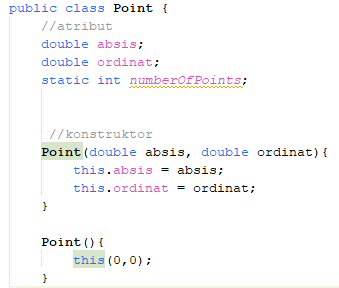 public class Point {
//atribut
double absis;
double ordinat;
static int numberOfPoints;
//konstruktor
Point(double absis, double ordinat){
this.absis = absis;
this.ordinat = ordinat;
}
Point(){
this(0,0);
}